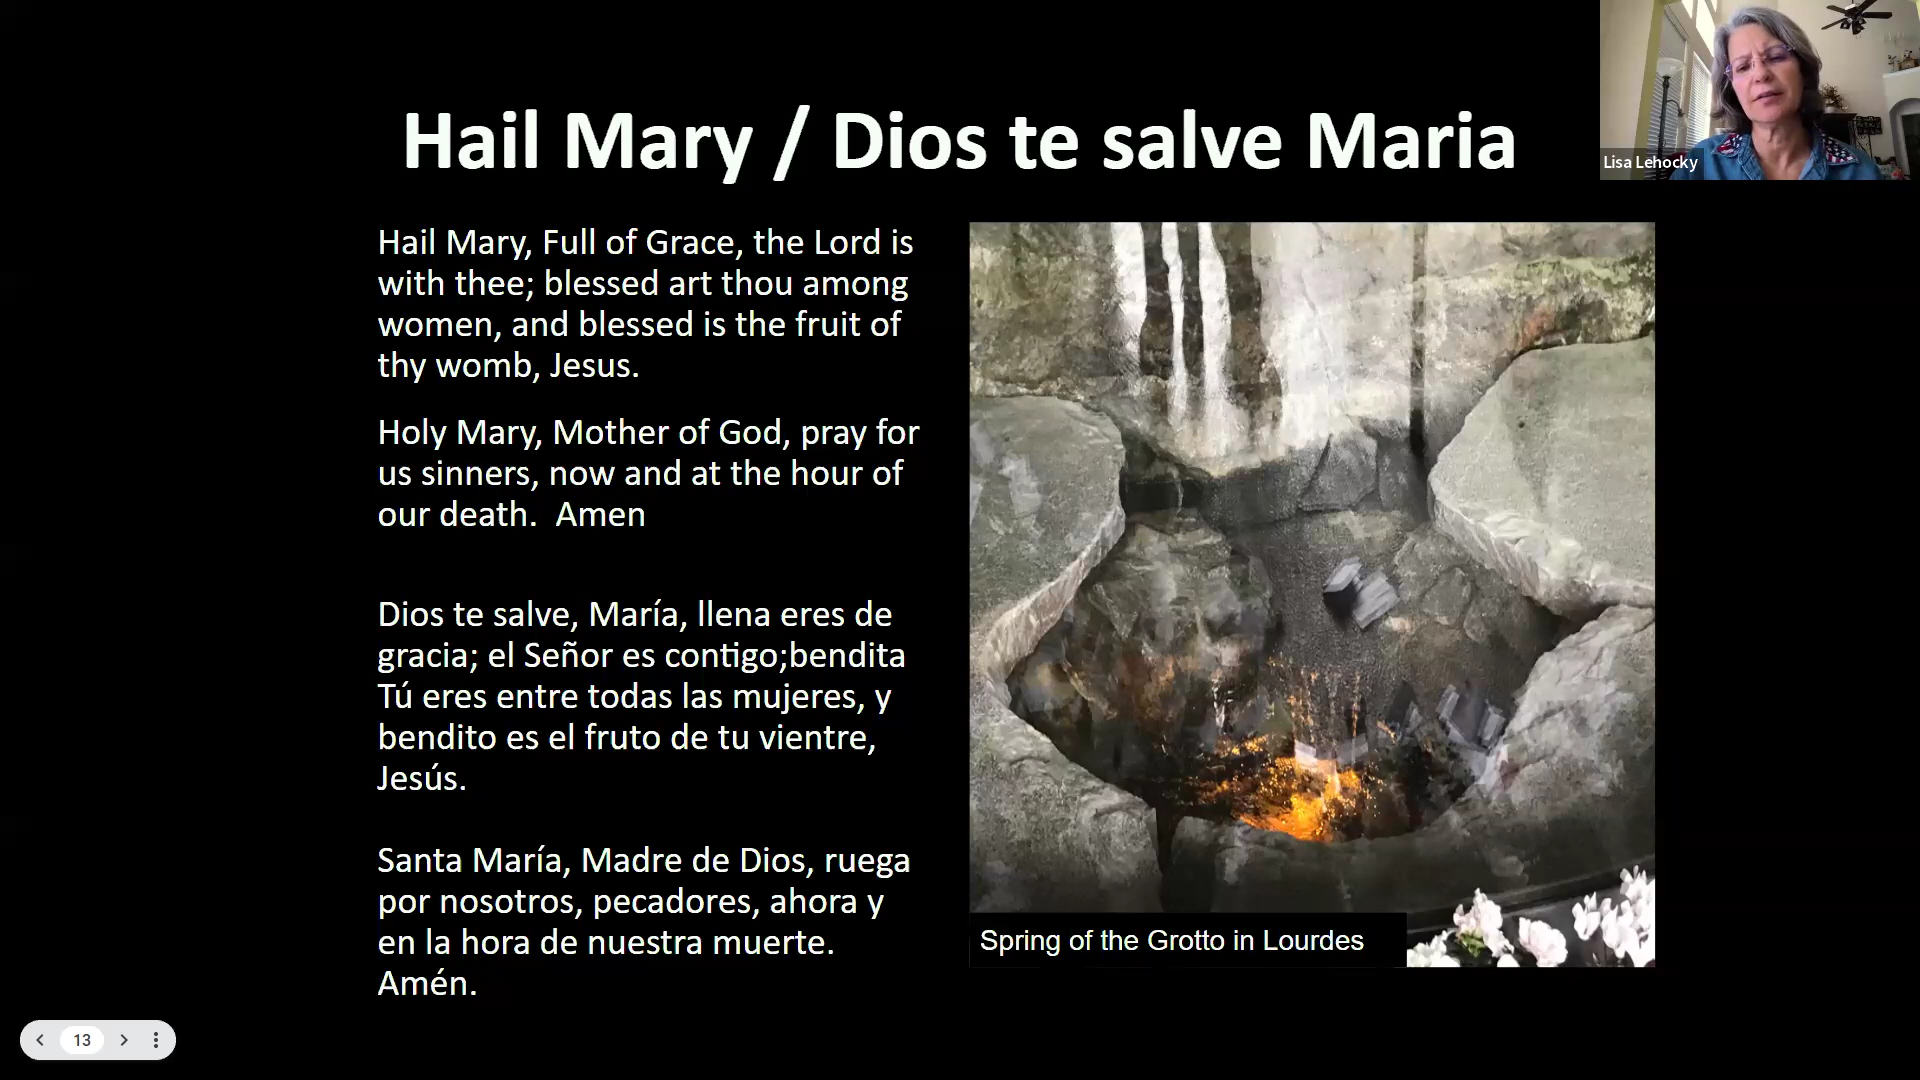 Hail Mary / Dios te salve Maria
Lisa Lehocky
Hail Mary, Full of Grace, the Lord is
with thee; blessed art thou among
women, and blessed is the fruit of
thy womb, Jesus.
Holy Mary, Mother of God, pray for
us sinners, now and at the hour of
our death.  Amen
Dios te salve, María, llena eres de
gracia; el Señor es contigo;bendita
Tú eres entre todas las mujeres, y
bendito es el fruto de tu vientre,
Jesús.
Santa María, Madre de Dios, ruega
por nosotros, pecadores, ahora y
en la hora de nuestra muerte.
Amén.
Spring of the Grotto in Lourdes
13